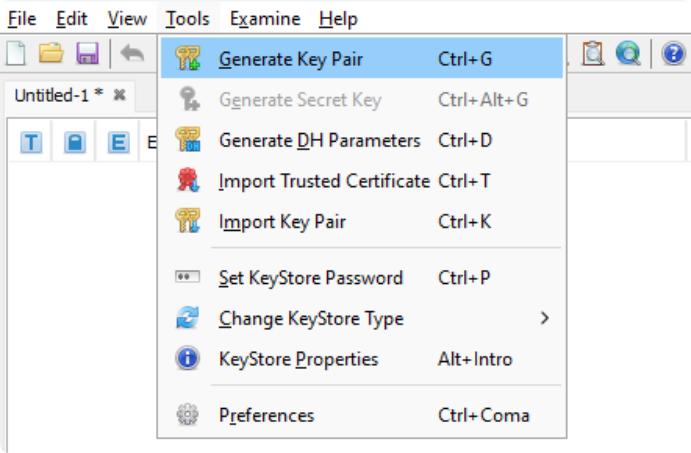 File Edit View Tools Examine Help
Untitled-1 *
T E E
Generate Key Pair Ctrl+G
Generate Secret Key Ctrl+Alt+G
Generate DH Parameters Ctrl+D
Import Trusted Certificate Ctrl+T
Import Key Pair Ctrl+K
Set KeyStore Password Ctrl+P
Change KeyStore Type
KeyStore Properties Alt+Intro
Preferences Ctrl+Coma